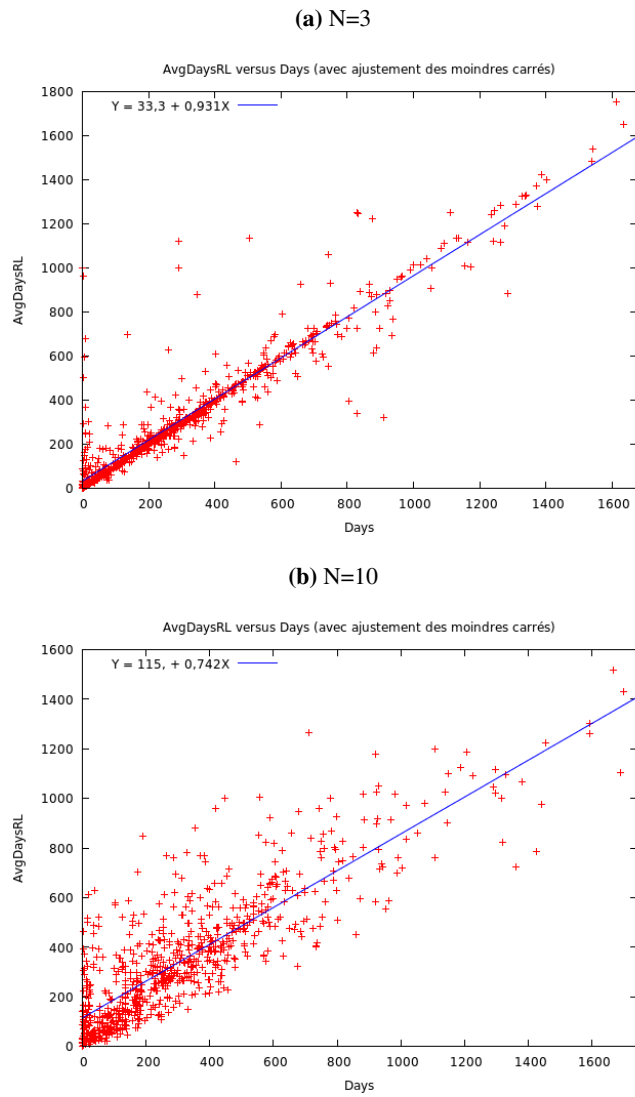 (a) N=3
AvgDaysRL versus Days (avec ajustement des moindres carrés)
Y = 33,3 + 0,931X
1800
1600
1400
1200
1000
800
600
400
200
0
AvgDaysRL
0 200 400 600 800 1000 1200 1400 1600
Days
(b) N=10
AvgDaysRL versus Days (avec ajustement des moindres carrés)
Y = 115, + 0,742X
1600
1400
1200
1000
800
600
400
200
0
AvgDaysRL
0 200 400 600 800 1000 1200 1400 1600
Days